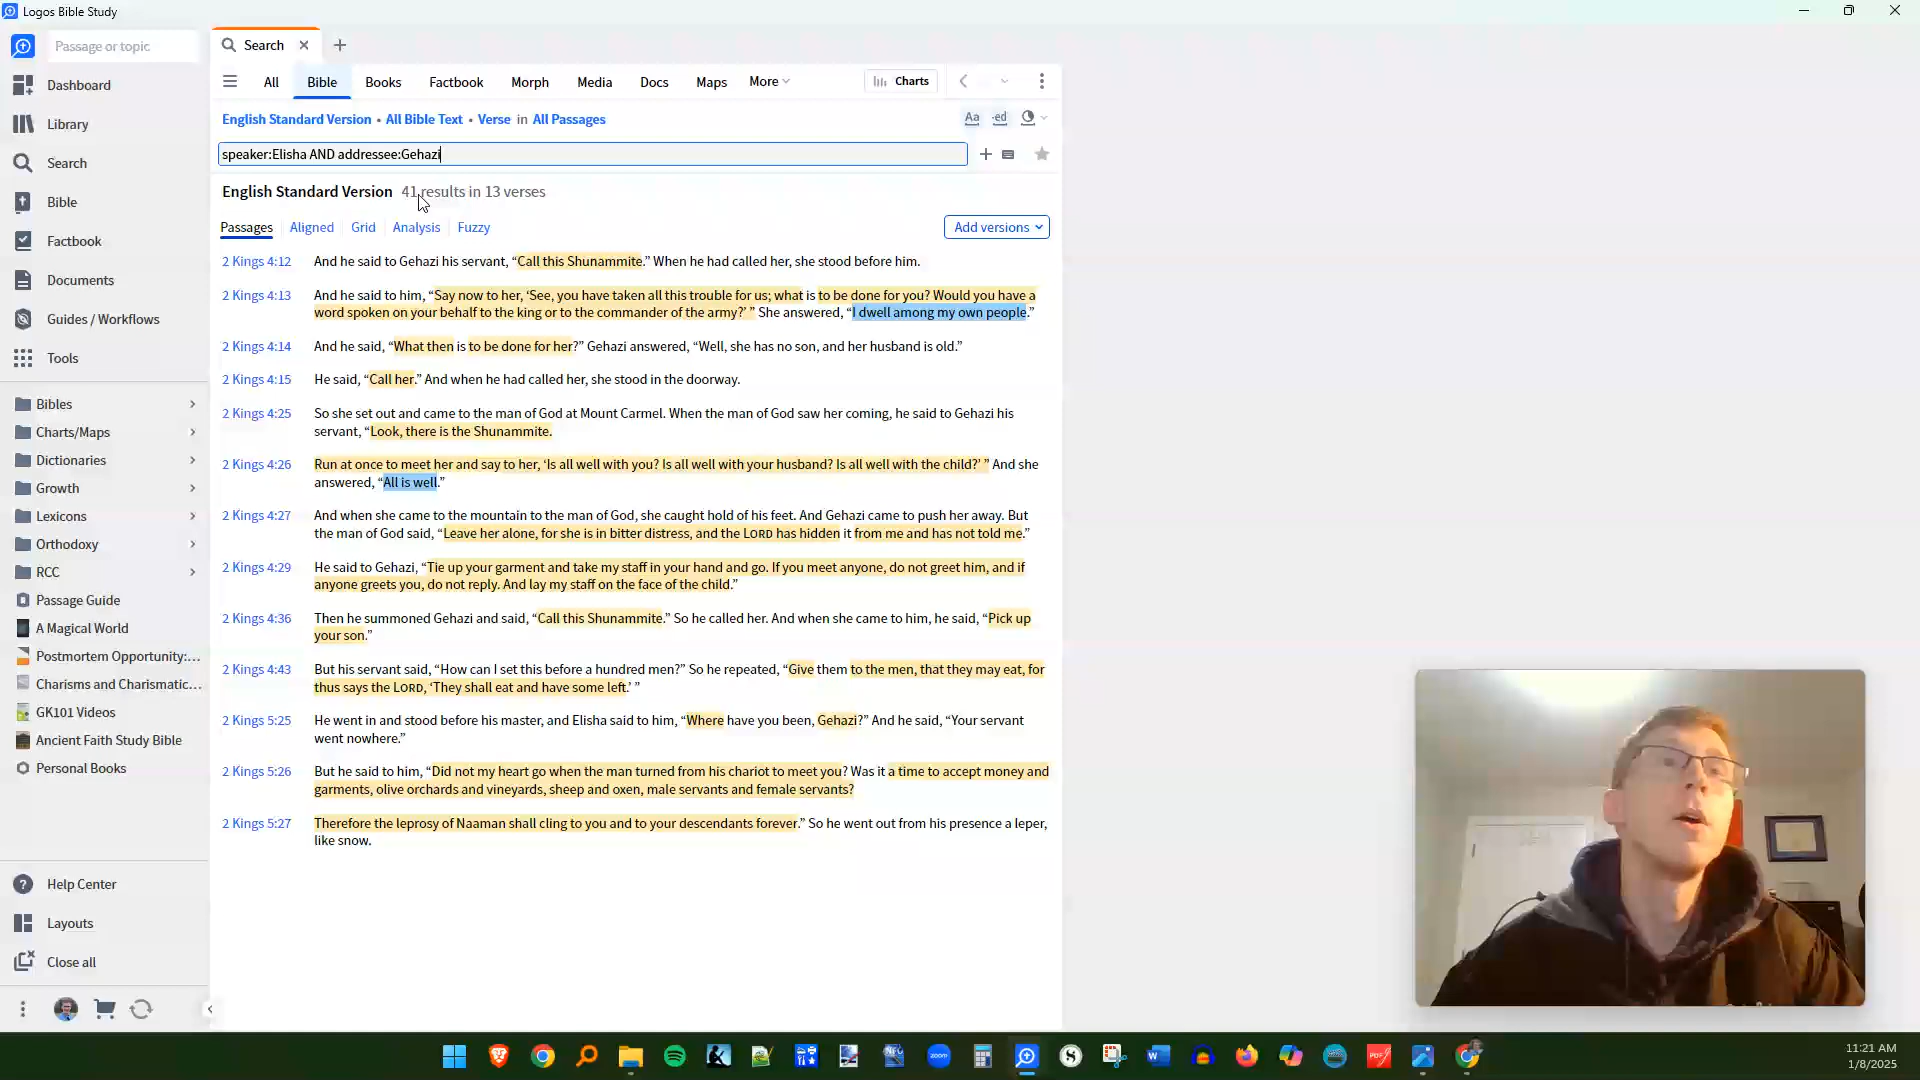 Logos Bible Study
Passage or topic
Dashboard
Library
Search
Bible
Factbook
Documents
Guides / Workflows
Tools
Bibles
Charts/Maps
Dictionaries
Growth
Lexicons
Orthodoxy
RCC
Passage Guide
A Magical World
Postmortem Opportunity:...
Charisms and Charismatic...
GK101 Videos
Ancient Faith Study Bible
Personal Books
Help Center
Layouts
Close all
Search
All Bible Books Factbook Morph Media Docs Maps More Charts
English Standard Version • All Bible Text • Verse in All Passages
Aa ·ed
speaker:Elisha AND addressee:Gehazi
English Standard Version 41 results in 13 verses
Passages Aligned Grid Analysis Fuzzy Add versions
2 Kings 4:12 And he said to Gehazi his servant, “Call this Shunammite.” When he had called her, she stood before him.
2 Kings 4:13 And he said to him, “Say now to her, ‘See, you have taken all this trouble for us; what is to be done for you? Would you have a
word spoken on your behalf to the king or to the commander of the army?’ ” She answered, “I dwell among my own people.”
2 Kings 4:14 And he said, “What then is to be done for her?” Gehazi answered, “Well, she has no son, and her husband is old.”
2 Kings 4:15 He said, “Call her.” And when he had called her, she stood in the doorway.
2 Kings 4:25 So she set out and came to the man of God at Mount Carmel. When the man of God saw her coming, he said to Gehazi his
servant, “Look, there is the Shunammite.
2 Kings 4:26 Run at once to meet her and say to her, ‘Is all well with you? Is all well with your husband? Is all well with the child?’ ” And she
answered, “All is well.”
2 Kings 4:27 And when she came to the mountain to the man of God, she caught hold of his feet. And Gehazi came to push her away. But
the man of God said, “Leave her alone, for she is in bitter distress, and the LORD has hidden it from me and has not told me.”
2 Kings 4:29 He said to Gehazi, “Tie up your garment and take my staff in your hand and go. If you meet anyone, do not greet him, and if
anyone greets you, do not reply. And lay my staff on the face of the child.”
2 Kings 4:36 Then he summoned Gehazi and said, “Call this Shunammite.” So he called her. And when she came to him, he said, “Pick up
your son.”
2 Kings 4:43 But his servant said, “How can I set this before a hundred men?” So he repeated, “Give them to the men, that they may eat, for
thus says the LORD, ‘They shall eat and have some left.’ ”
2 Kings 5:25 He went in and stood before his master, and Elisha said to him, “Where have you been, Gehazi?” And he said, “Your servant
went nowhere.”
2 Kings 5:26 But he said to him, “Did not my heart go when the man turned from his chariot to meet you? Was it a time to accept money and
garments, olive orchards and vineyards, sheep and oxen, male servants and female servants?
2 Kings 5:27 Therefore the leprosy of Naaman shall cling to you and to your descendants forever.” So he went out from his presence a leper,
like snow.
zoom
11:21 AM
1/8/2025